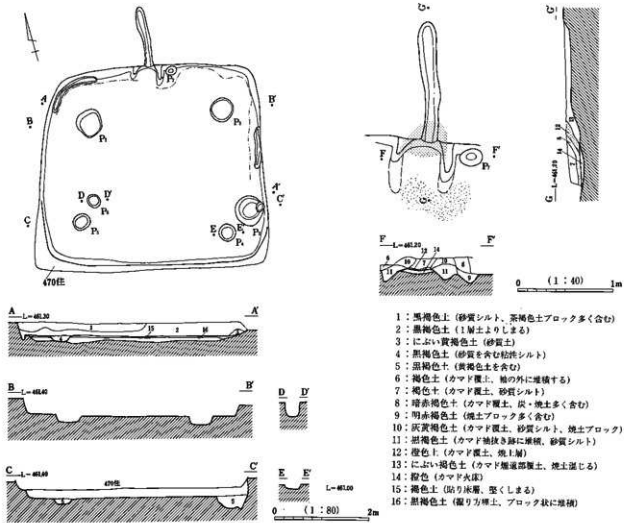 G
G'
P₇
A
B
B'
P₂
P₁
D
D'
A'
C
C'
E
E'
470住
F
F'
P₇
G
L=461.20
G
G'
F
L=461.20
F'
0 (1:40) 1m
A
L=461.30
A'
B
L=461.40
B'
D
D'
C
L=461.40
C'
470住
E
E'
L=461.00
0 (1:80) 2m
1:黒褐色土(砂質シルト、茶褐色土ブロック多く含む)
2:黒褐色土(1層土よりしまる)
3:にぶい黄褐色土(砂質土)
4:黒褐色土(砂質を含む粘性シルト)
5:黒褐色土(黄褐色土を含む)
6:褐色土(カマド覆土、袖の外に堆積する)
7:褐色土(カマド覆土、砂質シルト)
8:暗赤褐色土(カマド覆土、炭・焼土多く含む)
9:明赤褐色土(焼土ブロック多く含む)
10:灰黄褐色土(カマド覆土、砂質シルト、焼土ブロック)
11:黒褐色土(カマド袖抜き跡に堆積、砂質シルト)
12:橙色土(カマド覆土、焼土層)
13:にぶい褐色土(カマド煙道部覆土、焼土混じる)
14:橙色(カマド火床)
15:褐色土(貼り床層、堅くしまる)
16:黒褐色土(掘り方埋土、ブロック状に堆積)